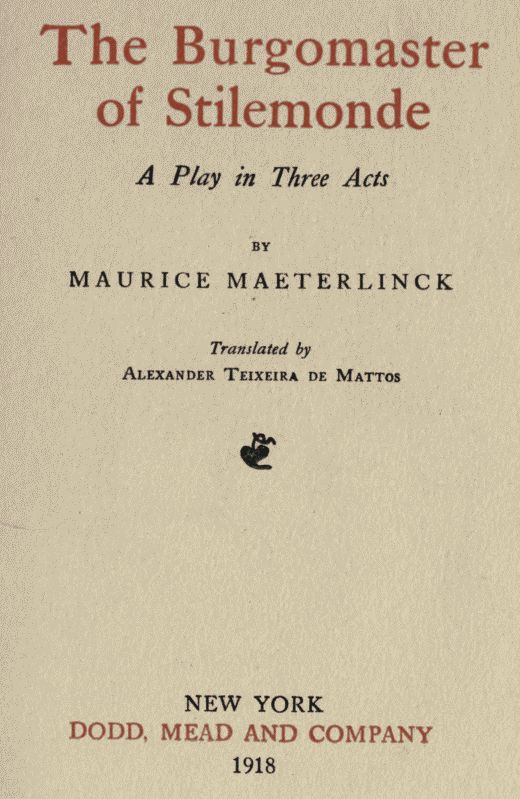 The Burgomaster
of Stilemonde
A Play in Three Acts
BY
MAURICE MAETERLINCK
Translated by
ALEXANDER TEIXEIRA DE MATTOS
NEW YORK
DODD, MEAD AND COMPANY
1918